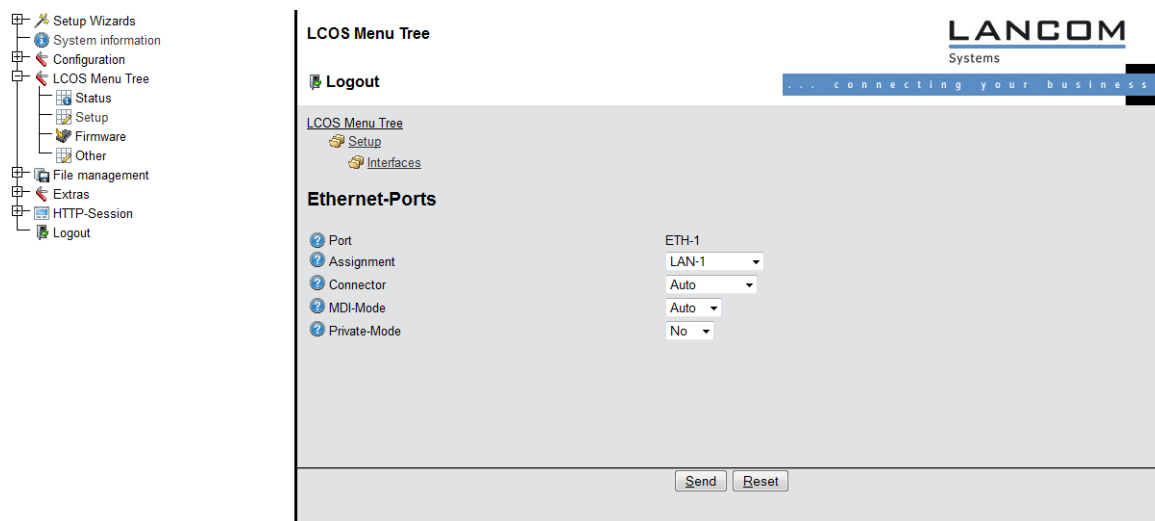 Setup Wizards
System information
Configuration
LCOS Menu Tree
Status
Setup
Firmware
Other
File management
Extras
HTTP-Session
Logout
LCOS Menu Tree
LANCOM
Systems
Logout
... connecting your business
LCOS Menu Tree
Setup
Interfaces
Ethernet-Ports
Port ETH-1
Assignment LAN-1
Connector Auto
MDI-Mode Auto
Private-Mode No
Send Reset